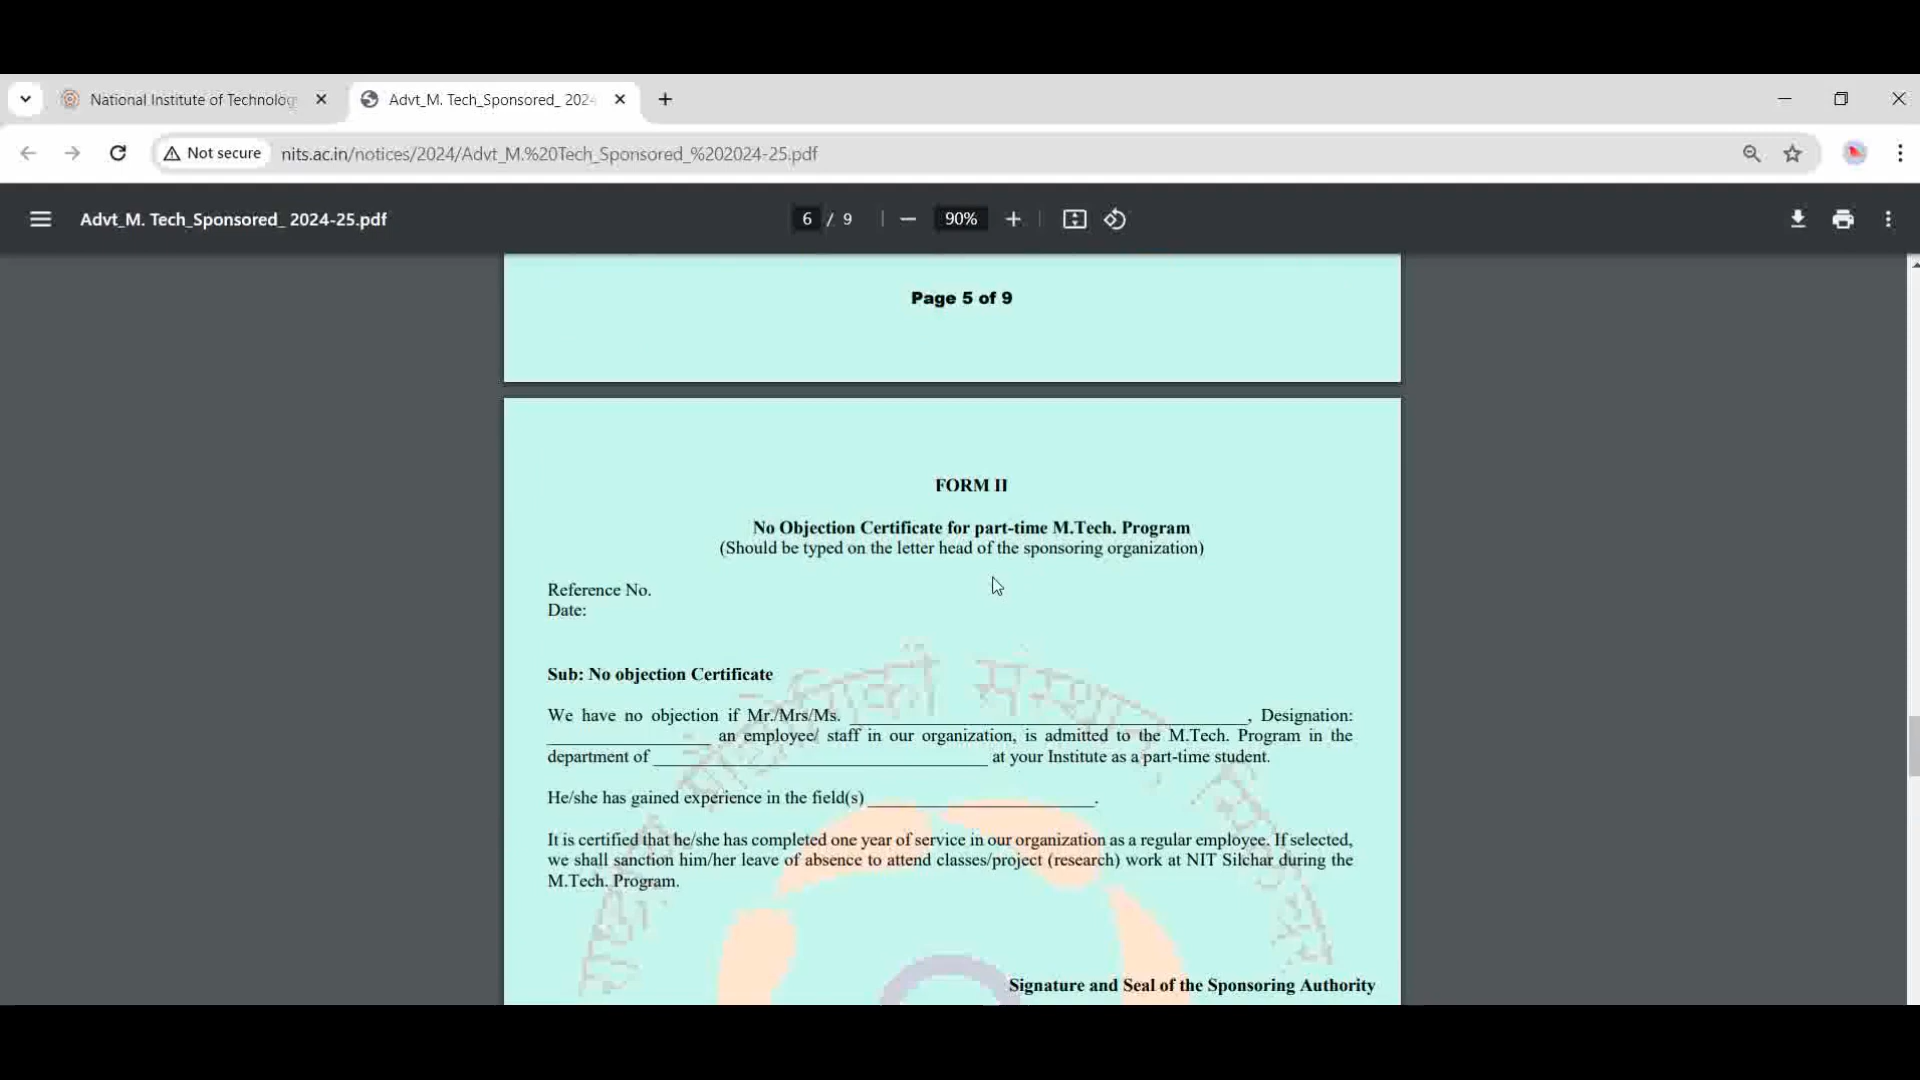 National Institute of Technolog
Advt_M. Tech_Sponsored_ 202
Not secure
nits.ac.in/notices/2024/Advt_M.%20Tech_Sponsored_%202024-25.pdf
Advt_M. Tech_Sponsored_ 2024-25.pdf
6 / 9
90%
Page 5 of 9
FORM II
No Objection Certificate for part-time M.Tech. Program
(Should be typed on the letter head of the sponsoring organization)
Reference No.
Date:
Sub: No objection Certificate
We have no objection if Mr./Mrs/Ms. ____________________, Designation:
____________________ an employee/ staff in our organization, is admitted to the M.Tech. Program in the
department of ____________________ at your Institute as a part-time student.
He/she has gained experience in the field(s) ____________________.
It is certified that he/she has completed one year of service in our organization as a regular employee. If selected,
we shall sanction him/her leave of absence to attend classes/project (research) work at NIT Silchar during the
M.Tech. Program.
Signature and Seal of the Sponsoring Authority